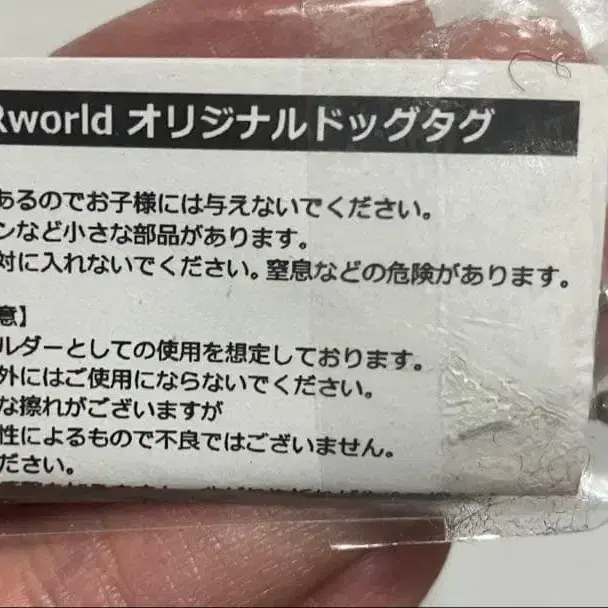 Rworld オリジナルドッグタグ
あるのでお子様には与えないでください。
ンなど小さな部品があります。
対に入れないでください。窒息などの危険があります。
意】
ルダーとしての使用を想定しております。
外にはご使用にならないでください。
な擦れがございますが
性によるもので不良ではございません。
ださい。